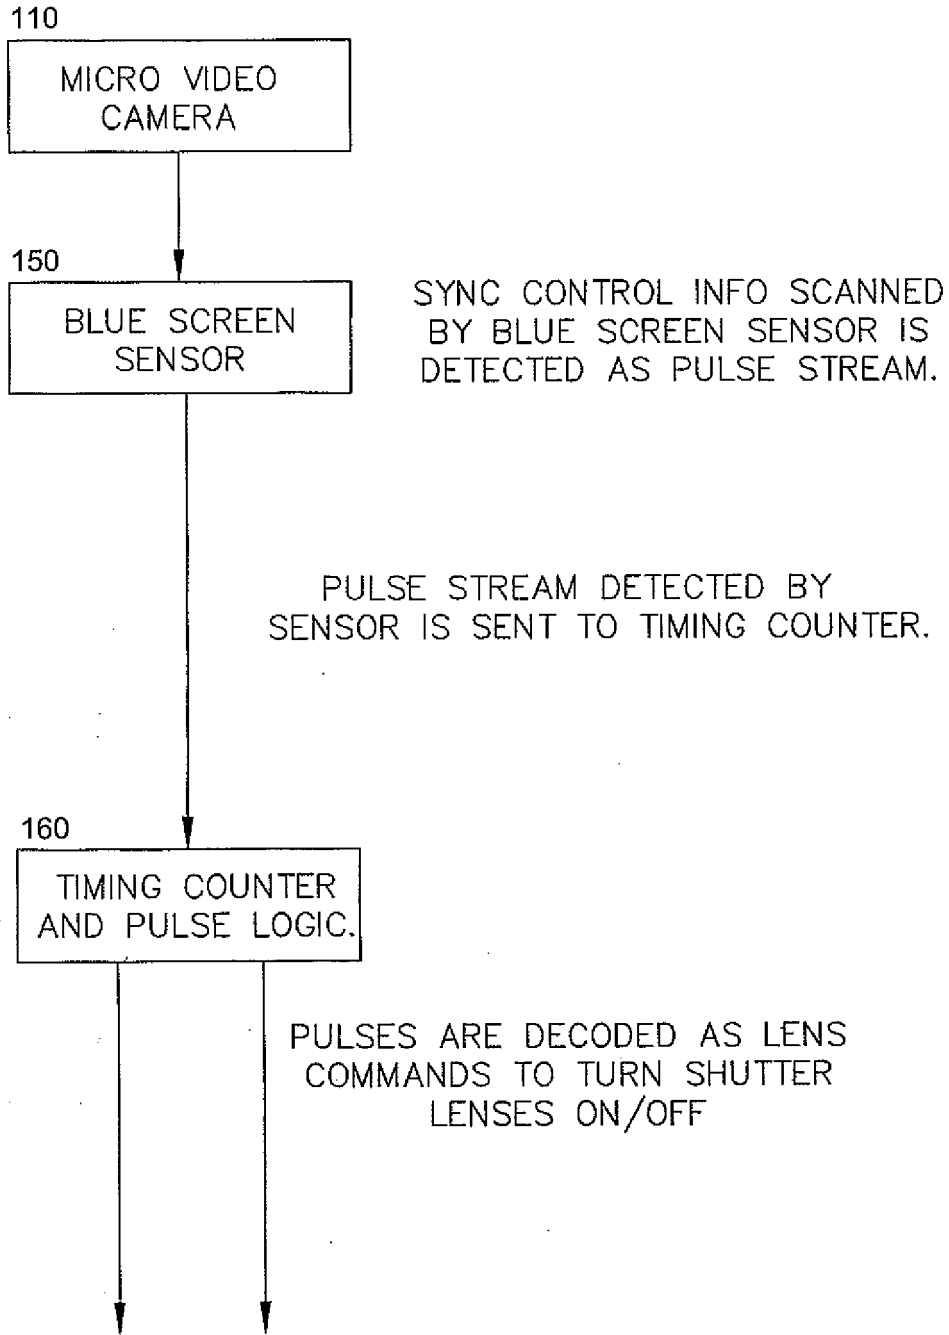 110
MICRO VIDEO
CAMERA
150
BLUE SCREEN
SENSOR
SYNC CONTROL INFO SCANNED
BY BLUE SCREEN SENSOR IS
DETECTED AS PULSE STREAM.
PULSE STREAM DETECTED BY
SENSOR IS SENT TO TIMING COUNTER.
160
TIMING COUNTER
AND PULSE LOGIC.
PULSES ARE DECODED AS LENS
COMMANDS TO TURN SHUTTER
LENSES ON/OFF